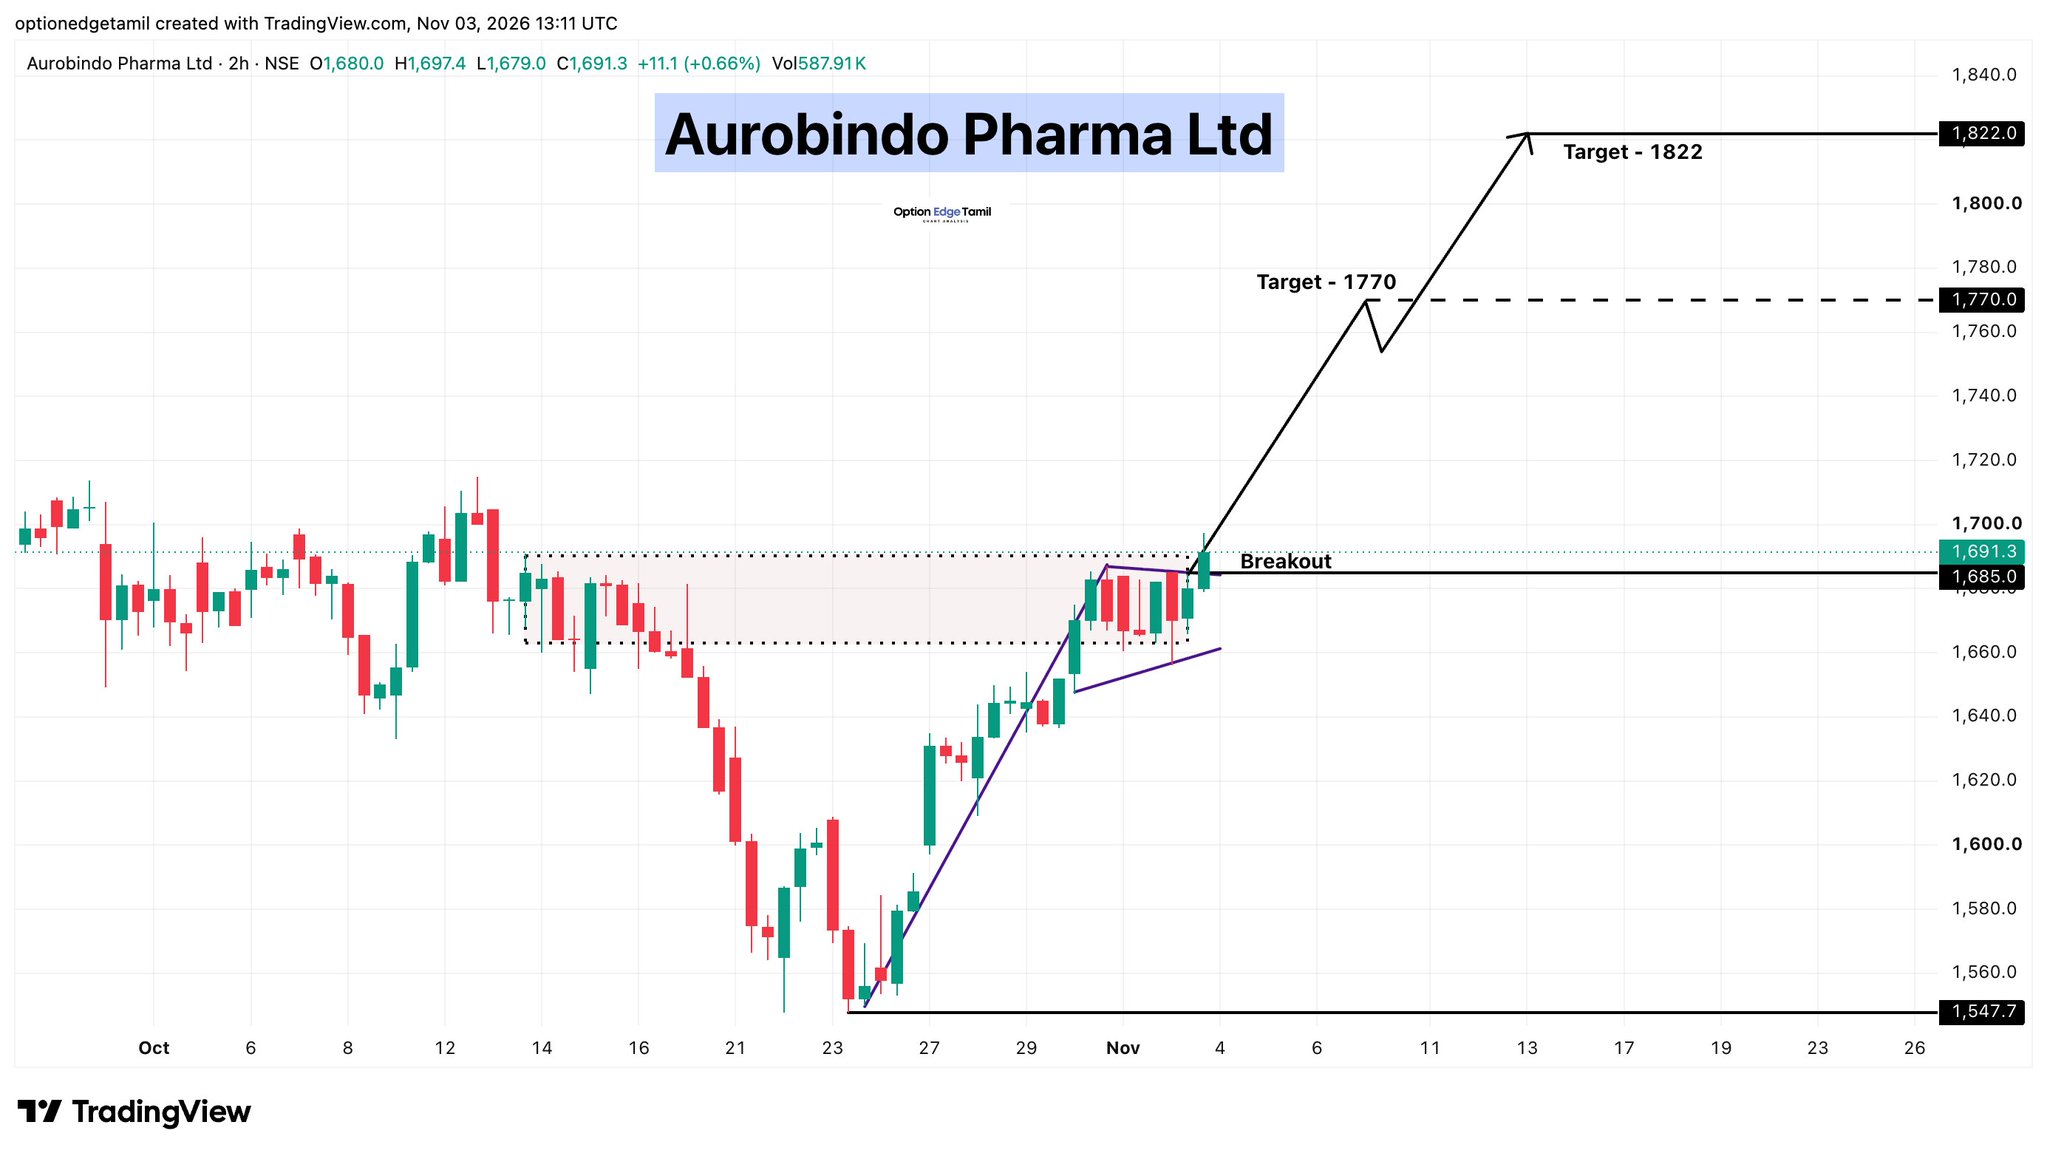 optionedgetamil created with TradingView.com, Nov 03, 2026 13:11 UTC
Aurobindo Pharma Ltd · 2h · NSE O1,680.0 H1,697.4 L1,679.0 C1,691.3 +11.1 (+0.66%) Vol587.91K
Aurobindo Pharma Ltd
Option Edge Tamil
CHART ANALYSIS
Target - 1822
Target - 1770
Breakout
1,840.0
1,822.0
1,800.0
1,780.0
1,770.0
1,760.0
1,740.0
1,720.0
1,700.0
1,691.3
1,685.0
1,660.0
1,640.0
1,620.0
1,600.0
1,580.0
1,560.0
1,547.7
Oct 6 8 12 14 16 21 23 27 29 Nov 4 6 11 13 17 19 23 26
TradingView